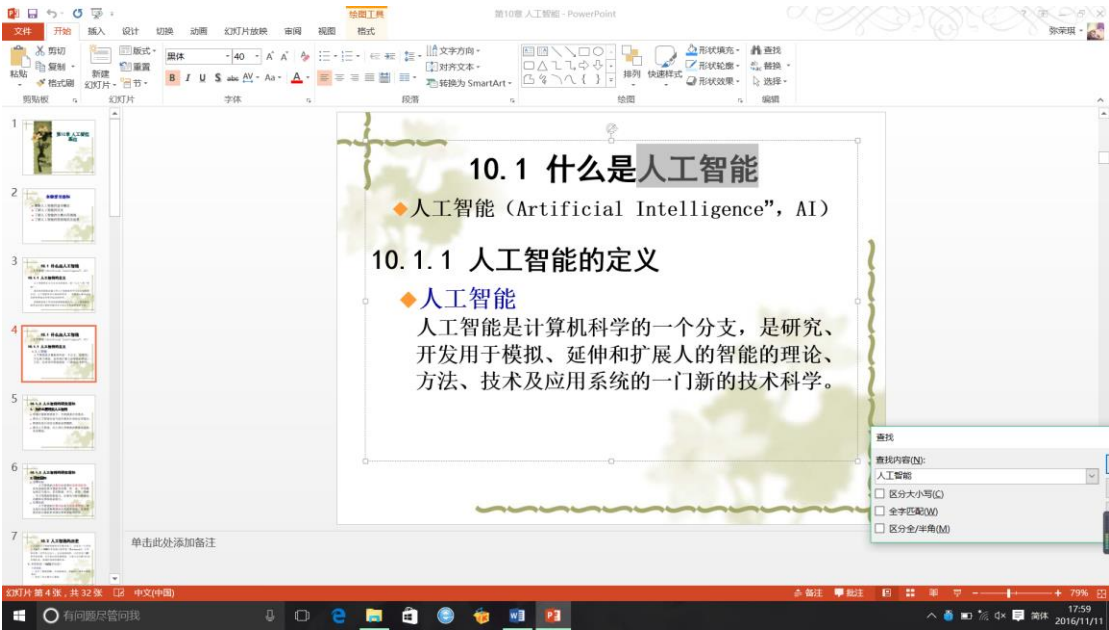 绘图工具
第10章 人工智能 - PowerPoint
文件 开始 插入 设计 切换 动画 幻灯片放映 审阅 视图 格式
弥荣琪
剪切
复制
格式刷
粘贴
剪贴板
新建
幻灯片
版式
重置
节
幻灯片
黑体 40
B I U S abc AV Aa A
字体
文字方向
对齐文本
转换为 SmartArt
段落
排列 快速样式
形状填充
形状轮廓
形状效果
绘图
查找
替换
选择
编辑
1
2
3
4
5
6
7
10.1 什么是人工智能
人工智能（Artificial Intelligence”，AI）
10.1.1 人工智能的定义
人工智能
人工智能是计算机科学的一个分支，是研究、
开发用于模拟、延伸和扩展人的智能的理论、
方法、技术及应用系统的一门新的技术科学。
查找
查找内容(N):
人工智能
区分大小写(C)
全字匹配(W)
区分全/半角(M)
单击此处添加备注
幻灯片 第 4 张，共 32 张 中文(中国)
备注 批注 79%
有问题尽管问我
简体
17:59
2016/11/11